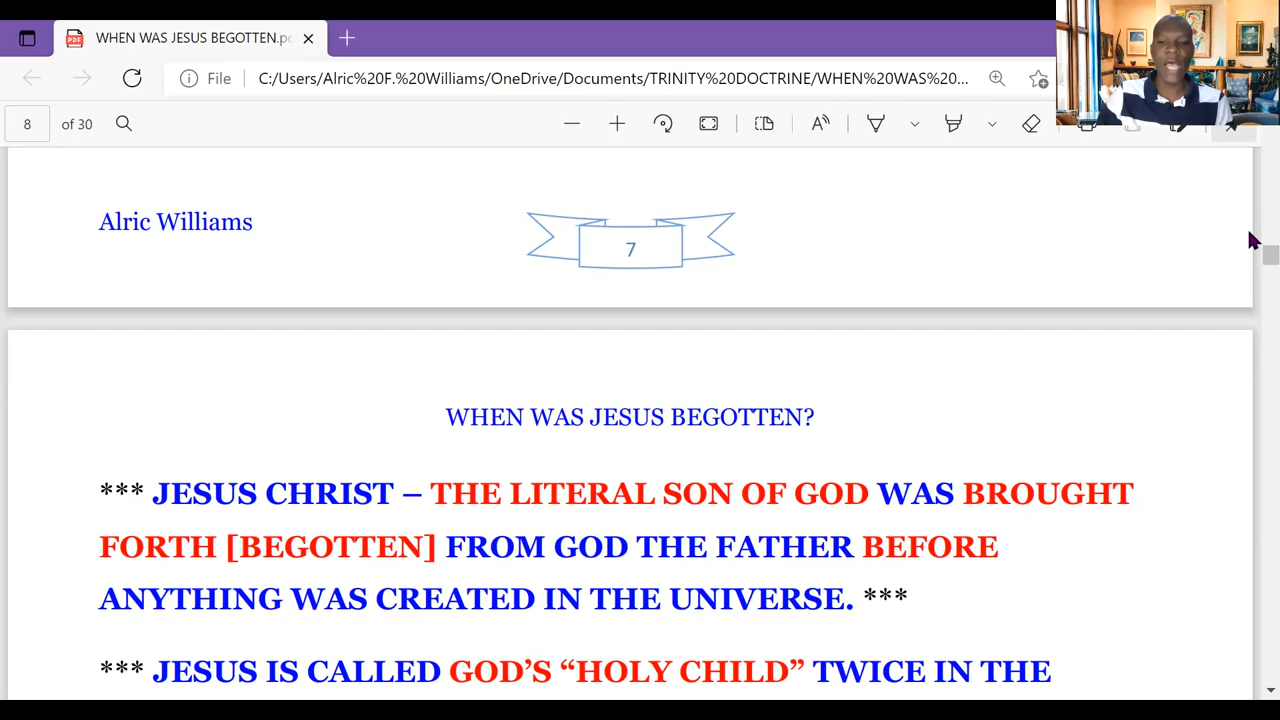 WHEN WAS JESUS BEGOTTEN.pd
File C:/Users/Alric%20F.%20Williams/OneDrive/Documents/TRINITY%20DOCTRINE/WHEN%20WAS%20...
8 of 30
Alric Williams
7
WHEN WAS JESUS BEGOTTEN?
*** JESUS CHRIST – THE LITERAL SON OF GOD WAS BROUGHT
FORTH [BEGOTTEN] FROM GOD THE FATHER BEFORE
ANYTHING WAS CREATED IN THE UNIVERSE. ***
*** JESUS IS CALLED GOD’S “HOLY CHILD” TWICE IN THE